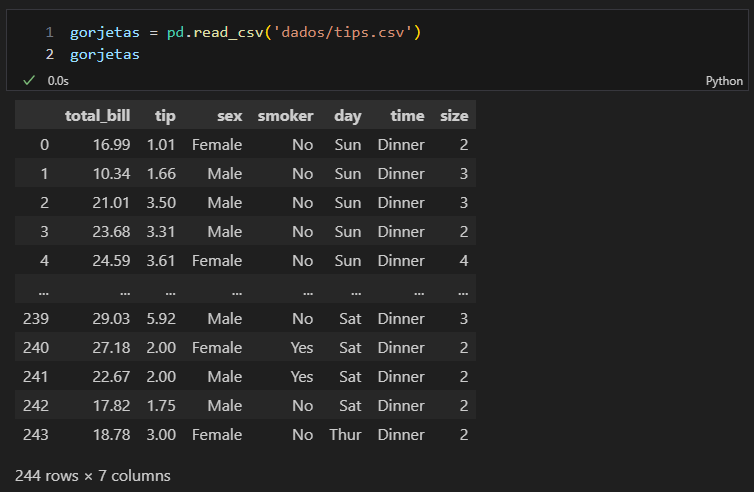 1 gorjetas = pd.read_csv('dados/tips.csv')
2 gorjetas
0.0s Python
total_bill tip sex smoker day time size
0 16.99 1.01 Female No Sun Dinner 2
1 10.34 1.66 Male No Sun Dinner 3
2 21.01 3.50 Male No Sun Dinner 3
3 23.68 3.31 Male No Sun Dinner 2
4 24.59 3.61 Female No Sun Dinner 4
... ... ... ... ... ... ... ...
239 29.03 5.92 Male No Sat Dinner 3
240 27.18 2.00 Female Yes Sat Dinner 2
241 22.67 2.00 Male Yes Sat Dinner 2
242 17.82 1.75 Male No Sat Dinner 2
243 18.78 3.00 Female No Thur Dinner 2
244 rows × 7 columns